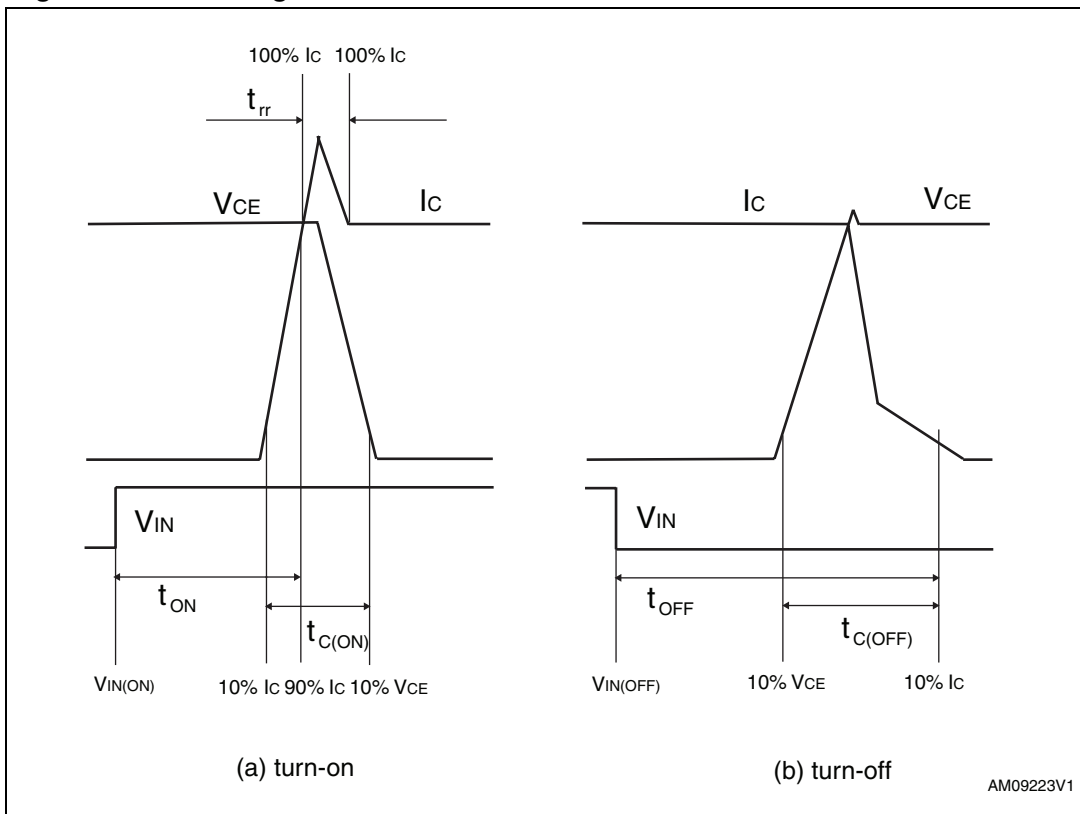 100% IC 100% IC
trr
VCE IC
VIN
tON
tC(ON)
VIN(ON) 10% IC 90% IC 10% VCE
(a) turn-on
IC VCE
VIN
tOFF
tC(OFF)
VIN(OFF) 10% VCE 10% IC
(b) turn-off
AM09223V1